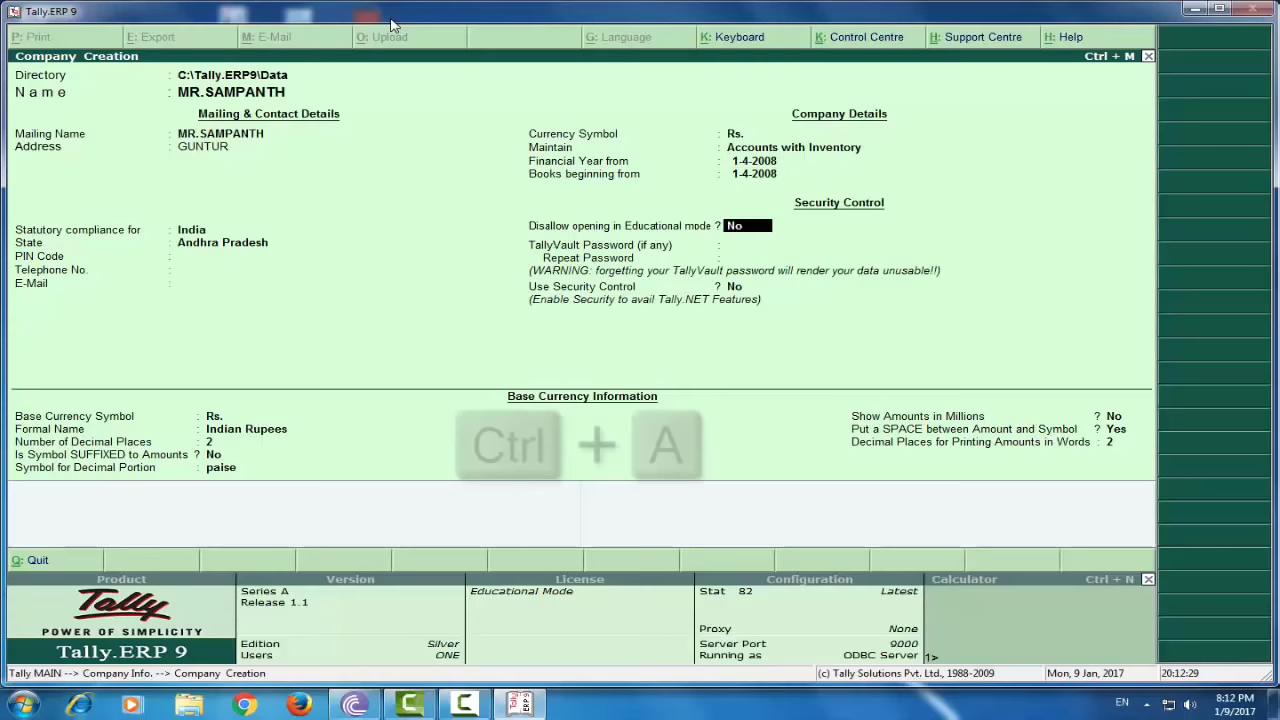 Tally.ERP 9
P: Print E: Export M: E-Mail O: Upload G: Language K: Keyboard K: Control Centre H: Support Centre H: Help
Company Creation Ctrl + M
Directory : C:\Tally.ERP9\Data
Name : MR.SAMPANTH
Mailing & Contact Details
Mailing Name : MR.SAMPANTH
Address : GUNTUR
Statutory compliance for : India
State : Andhra Pradesh
PIN Code :
Telephone No. :
E-Mail :
Company Details
Currency Symbol : Rs.
Maintain : Accounts with Inventory
Financial Year from : 1-4-2008
Books beginning from : 1-4-2008
Security Control
Disallow opening in Educational mode ? No
TallyVault Password (if any) :
Repeat Password :
(WARNING: forgetting your TallyVault password will render your data unusable!!)
Use Security Control ? No
(Enable Security to avail Tally.NET Features)
Base Currency Information
Base Currency Symbol : Rs.
Formal Name : Indian Rupees
Number of Decimal Places : 2
Is Symbol SUFFIXED to Amounts ? No
Symbol for Decimal Portion : paise
Show Amounts in Millions ? No
Put a SPACE between Amount and Symbol ? Yes
Decimal Places for Printing Amounts in Words : 2
Ctrl + A
Q: Quit
Product Version License Configuration Calculator Ctrl + N
Tally
POWER OF SIMPLICITY
Tally.ERP 9
Series A
Release 1.1
Edition Silver
Users ONE
Educational Mode
Stat 82 Latest
Proxy None
Server Port 9000
Running as ODBC Server
1>
Tally MAIN --> Company Info. --> Company Creation (c) Tally Solutions Pvt. Ltd., 1988-2009 Mon, 9 Jan, 2017 20:12:29
ERP 9
EN
8:12 PM
1/9/2017